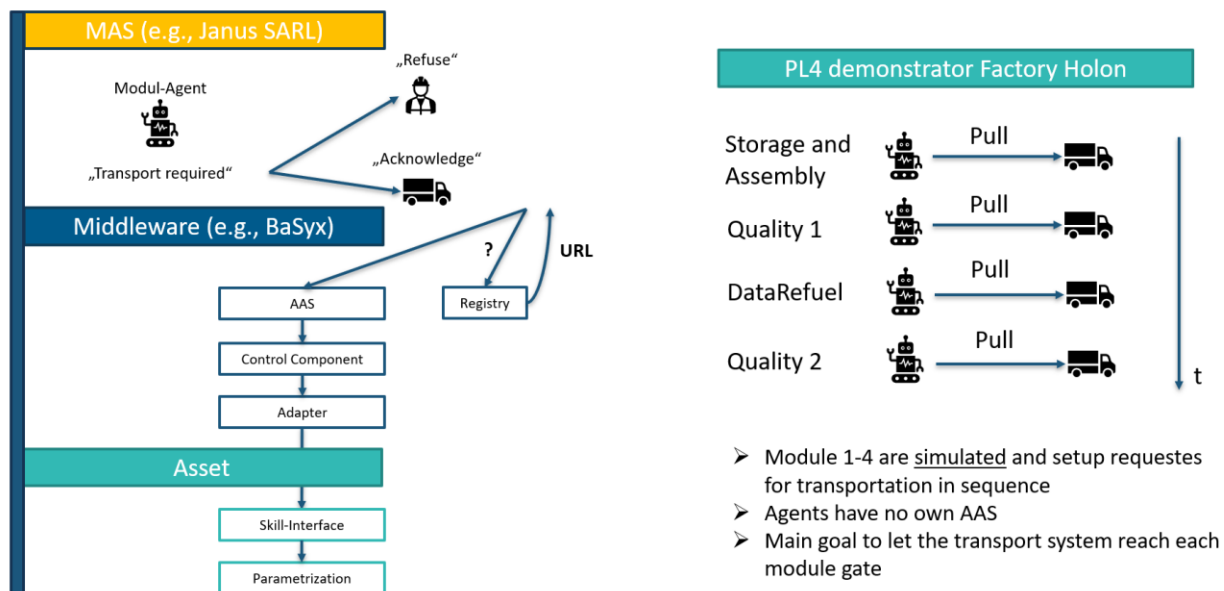 MAS (e.g., Janus SARL)
„Refuse“
Modul-Agent
„Acknowledge“
„Transport required“
Middleware (e.g., BaSyx)
?
URL
AAS
Registry
Control Component
Adapter
Asset
Skill-Interface
Parametrization
PL4 demonstrator Factory Holon
Storage and
Assembly
Pull
Quality 1
Pull
DataRefuel
Pull
Quality 2
Pull
t
➢ Module 1-4 are simulated and setup requestes
for transportation in sequence
➢ Agents have no own AAS
➢ Main goal to let the transport system reach each
module gate